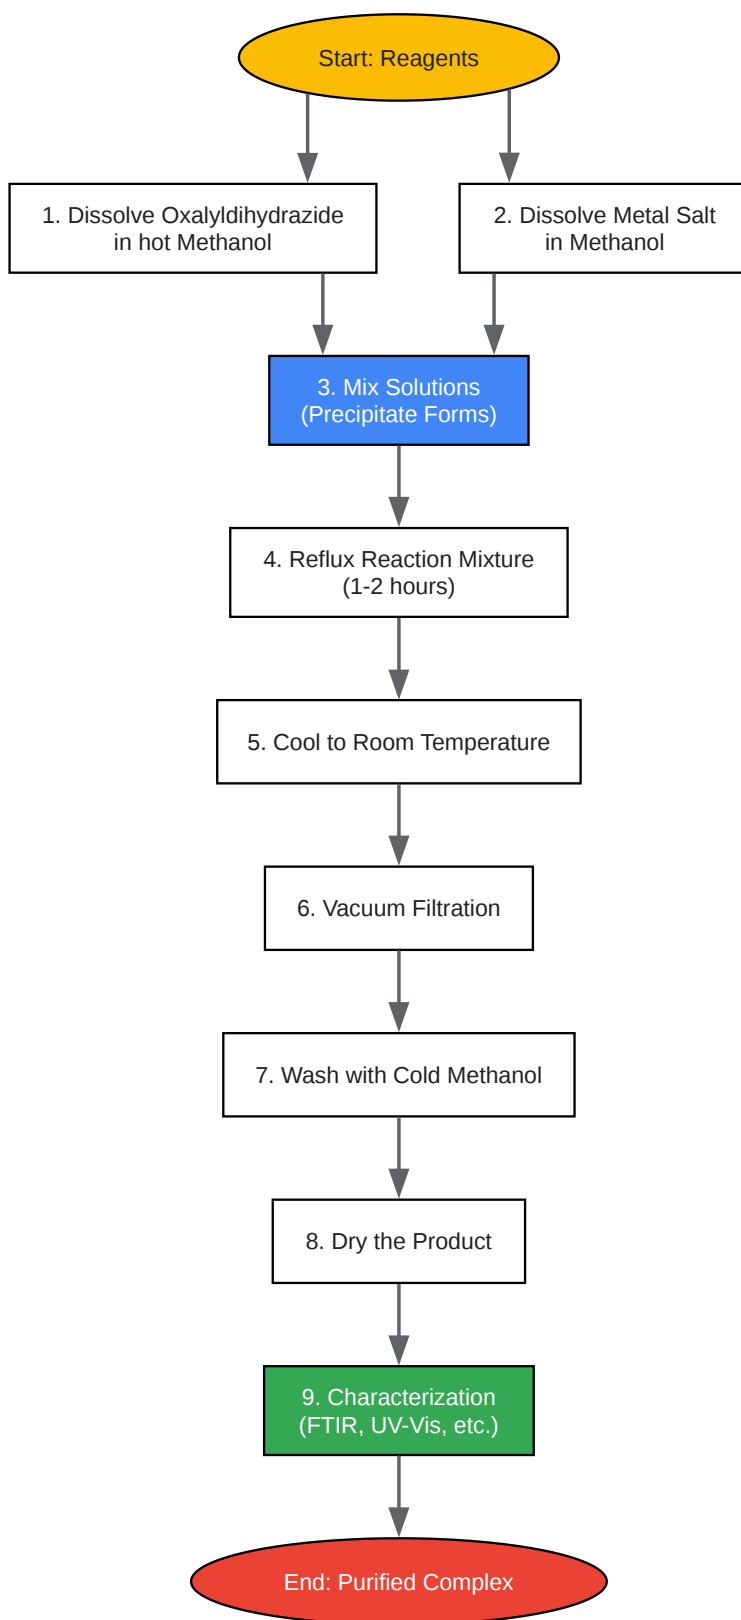 Start: Reagents
1. Dissolve Oxalyldihydrazide
in hot Methanol
2. Dissolve Metal Salt
in Methanol
3. Mix Solutions
(Precipitate Forms)
4. Reflux Reaction Mixture
(1-2 hours)
5. Cool to Room Temperature
6. Vacuum Filtration
7. Wash with Cold Methanol
8. Dry the Product
9. Characterization
(FTIR, UV-Vis, etc.)
End: Purified Complex